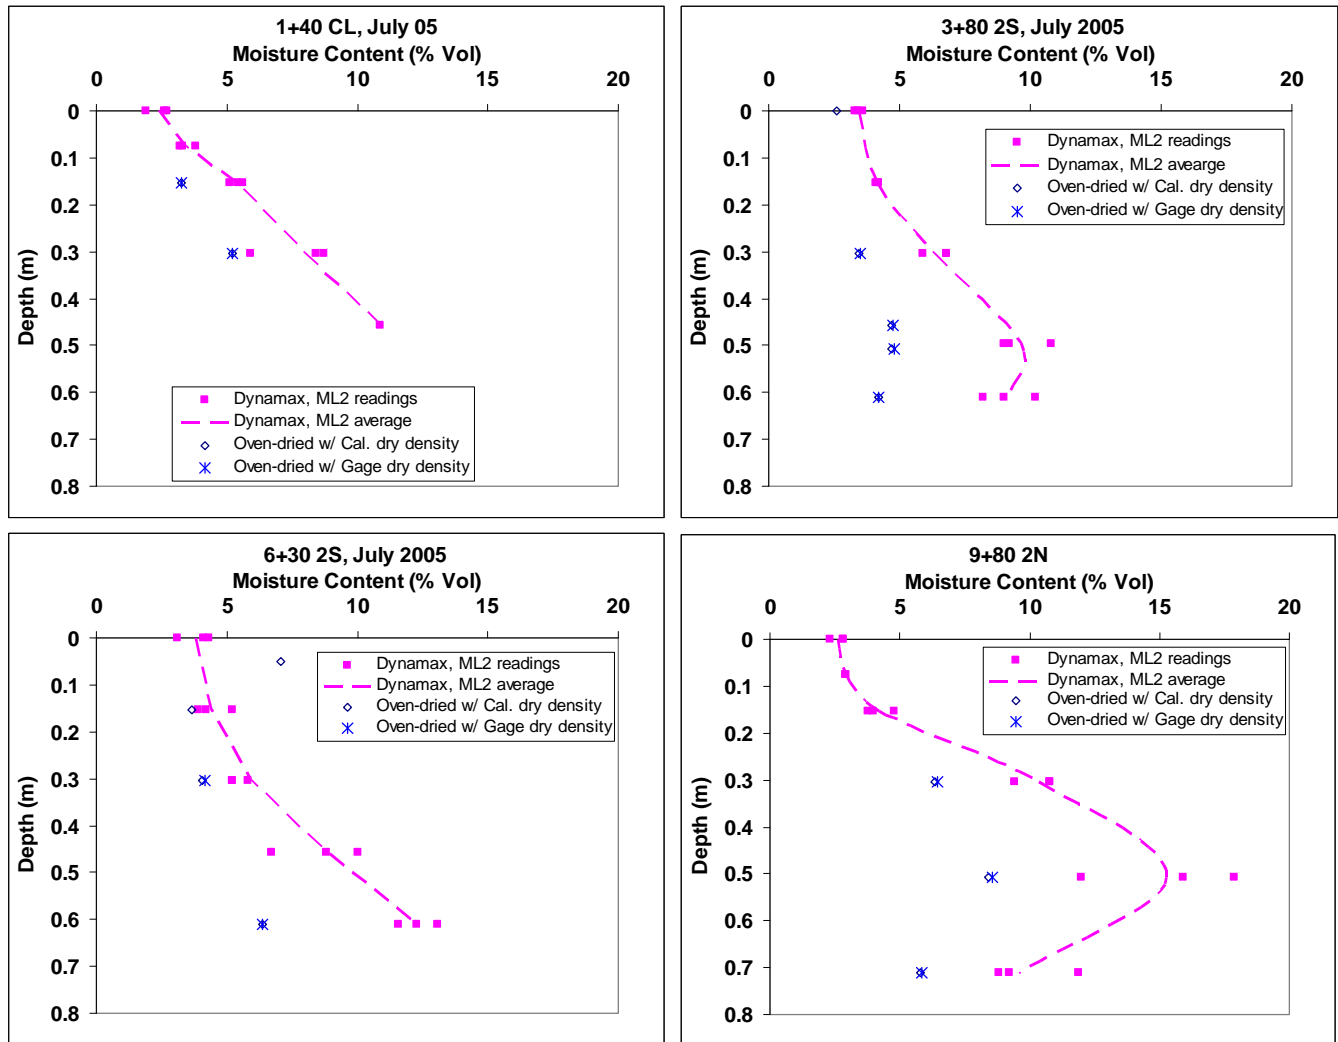 1+40 CL, July 05
Moisture Content (% Vol)
0 5 10 15 20
Depth (m)
0
0.1
0.2
0.3
0.4
0.5
0.6
0.7
0.8
Dynamax, ML2 readings
Dynamax, ML2 average
Oven-dried w/ Cal. dry density
Oven-dried w/ Gage dry density
3+80 2S, July 2005
Moisture Content (% Vol)
0 5 10 15 20
Depth (m)
0
0.1
0.2
0.3
0.4
0.5
0.6
0.7
0.8
Dynamax, ML2 readings
Dynamax, ML2 avearge
Oven-dried w/ Cal. dry density
Oven-dried w/ Gage dry density
6+30 2S, July 2005
Moisture Content (% Vol)
0 5 10 15 20
Depth (m)
0
0.1
0.2
0.3
0.4
0.5
0.6
0.7
0.8
Dynamax, ML2 readings
Dynamax, ML2 average
Oven-dried w/ Cal. dry density
Oven-dried w/ Gage dry density
9+80 2N
Moisture Content (% Vol)
0 5 10 15 20
Depth (m)
0
0.1
0.2
0.3
0.4
0.5
0.6
0.7
0.8
Dynamax, ML2 readings
Dynamax, ML2 average
Oven-dried w/ Cal. dry density
Oven-dried w/ Gage dry density